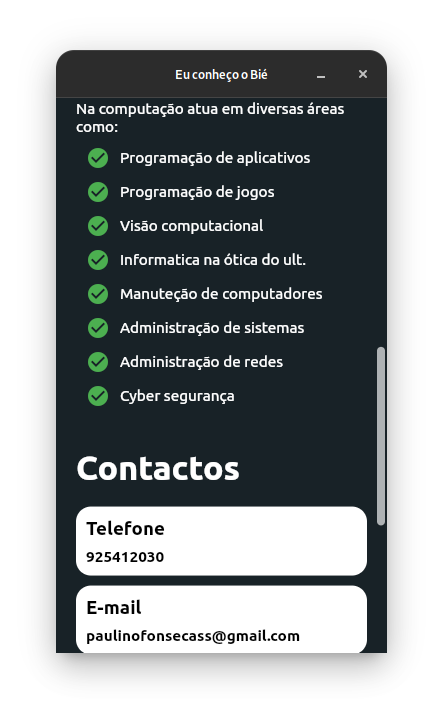 Eu conheço o Bié
Na computação atua em diversas áreas
como:
Programação de aplicativos
Programação de jogos
Visão computacional
Informatica na ótica do ult.
Manuteção de computadores
Administração de sistemas
Administração de redes
Cyber segurança
Contactos
Telefone
925412030
E-mail
paulinofonsecass@gmail.com